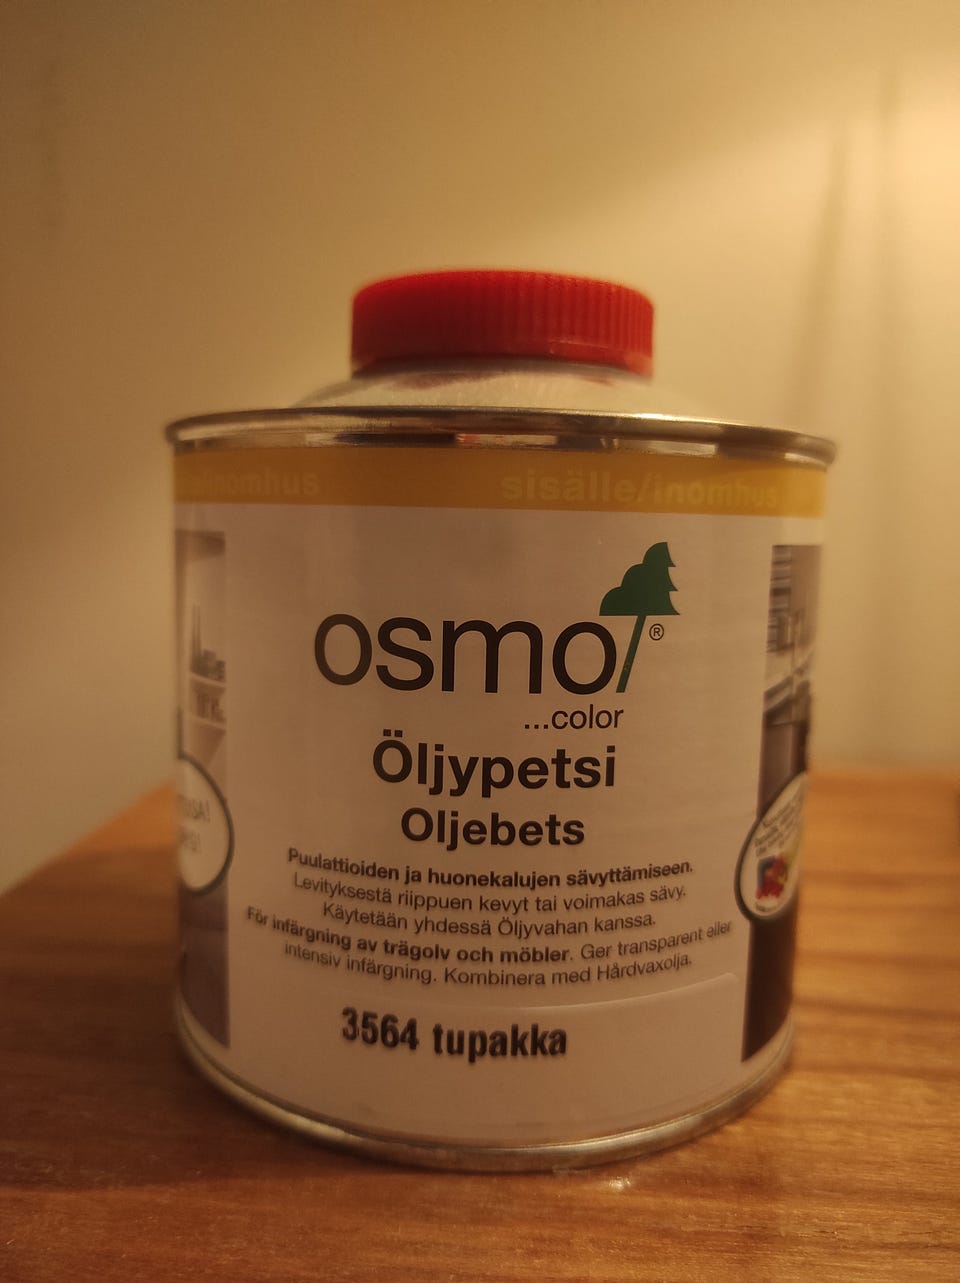 inomhus
sisälle/inomhus
osmo®
...color
Öljypetsi
Oljebets
Puulattioiden ja huonekalujen sävyttämiseen.
Levityksestä riippuen kevyt tai voimakas sävy.
Käytetään yhdessä Öljyvahan kanssa.
För infärgning av trägolv och möbler. Ger transparent eller
intensiv infärgning. Kombinera med Hårdvaxolja.
3564 tupakka